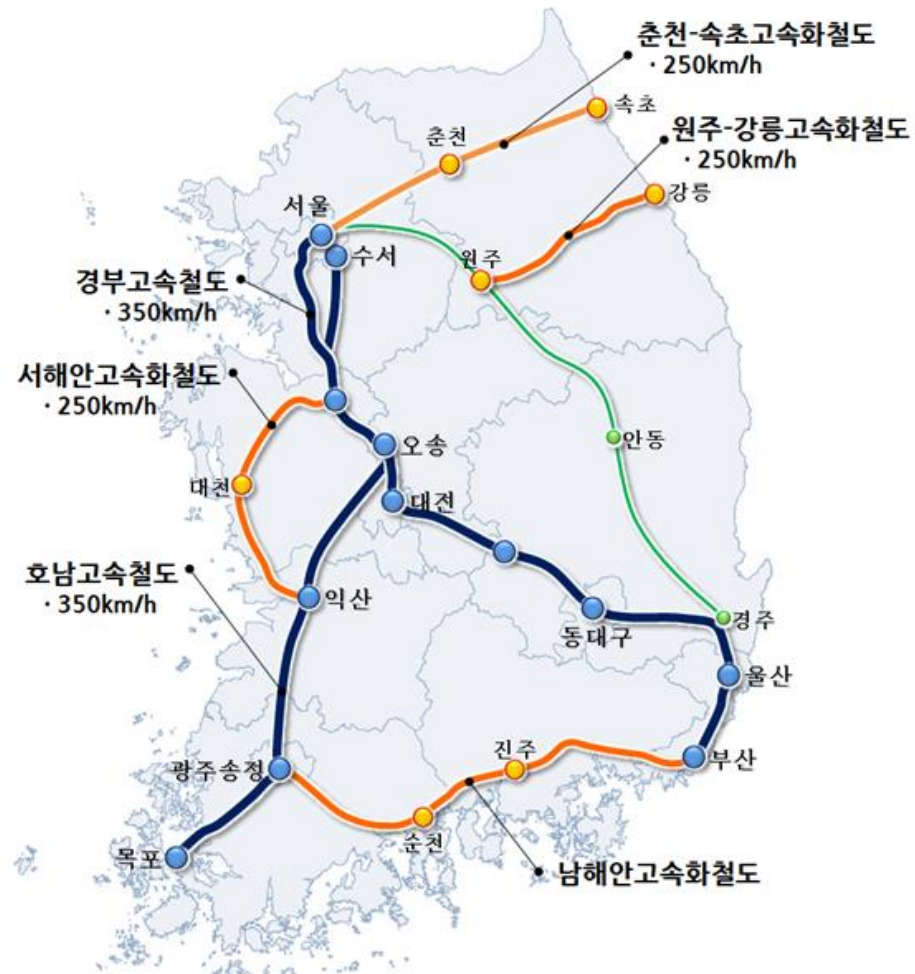 춘천-속초고속화철도
· 250km/h
속초
원주-강릉고속화철도
· 250km/h
춘천
강릉
서울
수서
원주
경부고속철도
· 350km/h
서해안고속화철도
· 250km/h
오송
안동
대천
대전
호남고속철도
· 350km/h
익산
동대구
경주
울산
진주
부산
광주송정
순천
목포
남해안고속화철도